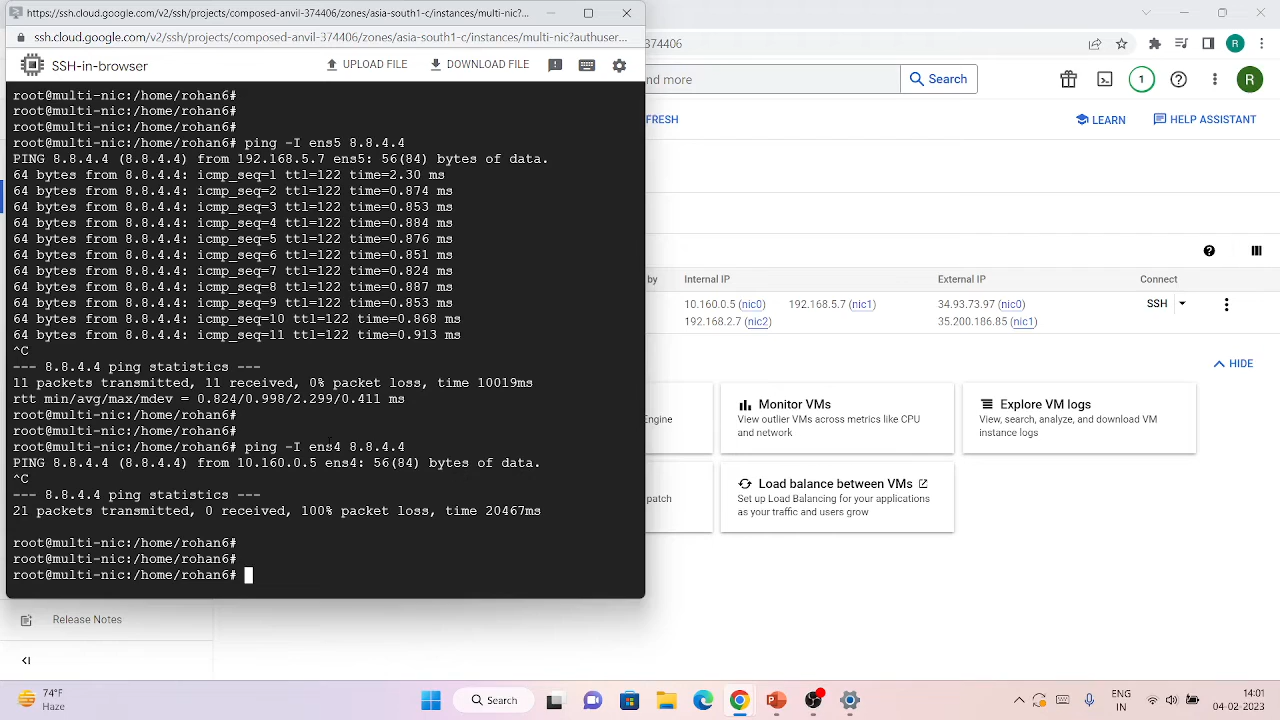 https://ssh.cloud.google.com/v2/ssh/projects/composed-anvil-374406/zones/asia-south1-c/instances/multi-nic?...
ssh.cloud.google.com/v2/ssh/projects/composed-anvil-374406/zones/asia-south1-c/instances/multi-nic?authuser...
374406
R
SSH-in-browser
UPLOAD FILE
DOWNLOAD FILE
nd more
Search
1
R
FRESH
LEARN
HELP ASSISTANT
root@multi-nic:/home/rohan6#
root@multi-nic:/home/rohan6#
root@multi-nic:/home/rohan6#
root@multi-nic:/home/rohan6# ping -I ens5 8.8.4.4
PING 8.8.4.4 (8.8.4.4) from 192.168.5.7 ens5: 56(84) bytes of data.
64 bytes from 8.8.4.4: icmp_seq=1 ttl=122 time=2.30 ms
64 bytes from 8.8.4.4: icmp_seq=2 ttl=122 time=0.874 ms
64 bytes from 8.8.4.4: icmp_seq=3 ttl=122 time=0.853 ms
64 bytes from 8.8.4.4: icmp_seq=4 ttl=122 time=0.884 ms
64 bytes from 8.8.4.4: icmp_seq=5 ttl=122 time=0.876 ms
64 bytes from 8.8.4.4: icmp_seq=6 ttl=122 time=0.851 ms
64 bytes from 8.8.4.4: icmp_seq=7 ttl=122 time=0.824 ms
64 bytes from 8.8.4.4: icmp_seq=8 ttl=122 time=0.887 ms
64 bytes from 8.8.4.4: icmp_seq=9 ttl=122 time=0.853 ms
64 bytes from 8.8.4.4: icmp_seq=10 ttl=122 time=0.868 ms
64 bytes from 8.8.4.4: icmp_seq=11 ttl=122 time=0.913 ms
^C
--- 8.8.4.4 ping statistics ---
11 packets transmitted, 11 received, 0% packet loss, time 10019ms
rtt min/avg/max/mdev = 0.824/0.998/2.299/0.411 ms
root@multi-nic:/home/rohan6#
root@multi-nic:/home/rohan6#
root@multi-nic:/home/rohan6# ping -I ens4 8.8.4.4
PING 8.8.4.4 (8.8.4.4) from 10.160.0.5 ens4: 56(84) bytes of data.
^C
--- 8.8.4.4 ping statistics ---
21 packets transmitted, 0 received, 100% packet loss, time 20467ms
root@multi-nic:/home/rohan6#
root@multi-nic:/home/rohan6#
root@multi-nic:/home/rohan6#
by Internal IP External IP Connect
10.160.0.5 (nic0) 192.168.5.7 (nic1) 34.93.73.97 (nic0) SSH
192.168.2.7 (nic2) 35.200.186.85 (nic1)
HIDE
Engine
Monitor VMs
View outlier VMs across metrics like CPU
and network
Explore VM logs
View, search, analyze, and download VM
instance logs
patch
Load balance between VMs
Set up Load Balancing for your applications
as your traffic and users grow
Release Notes
74°F
Haze
Search
ENG
IN
14:01
04-02-2023